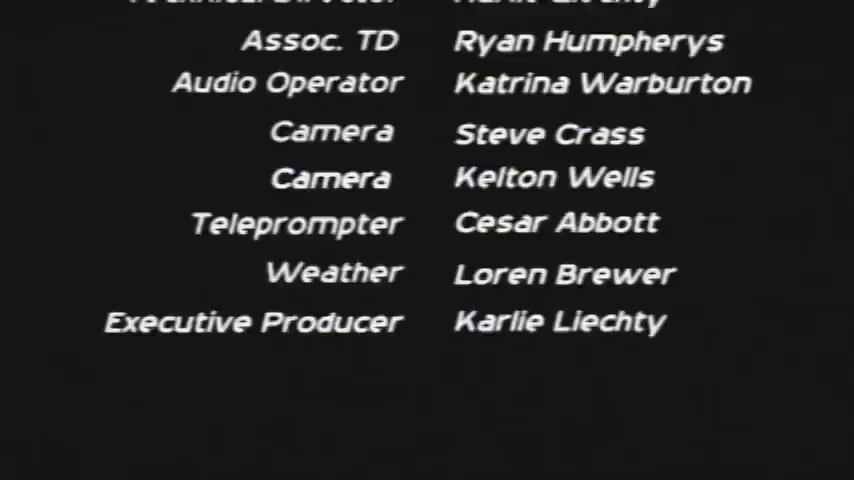 Assoc. TD Ryan Humpherys
Audio Operator Katrina Warburton
Camera Steve Crass
Camera Kelton Wells
Teleprompter Cesar Abbott
Weather Loren Brewer
Executive Producer Karlie Liechty